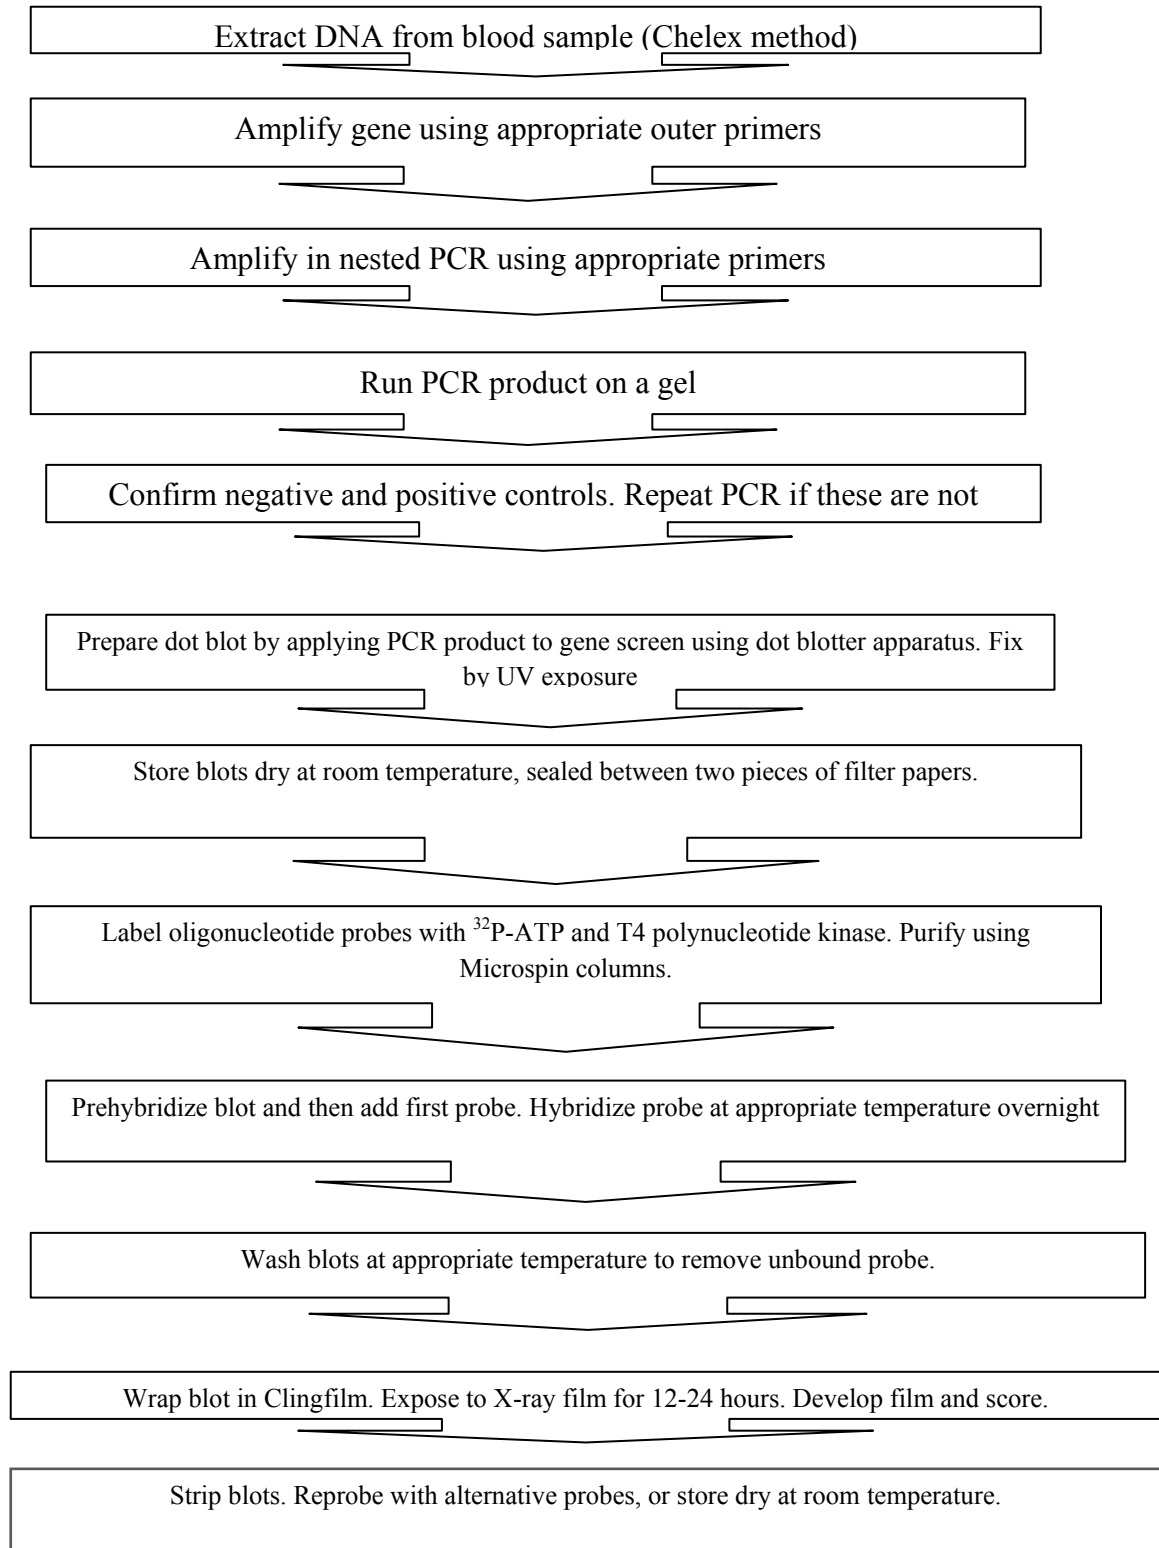 Extract DNA from blood sample (Chelex method)
Amplify gene using appropriate outer primers
Amplify in nested PCR using appropriate primers
Run PCR product on a gel
Confirm negative and positive controls. Repeat PCR if these are not
Prepare dot blot by applying PCR product to gene screen using dot blotter apparatus. Fix
by UV exposure
Store blots dry at room temperature, sealed between two pieces of filter papers.
Label oligonucleotide probes with ³²P-ATP and T4 polynucleotide kinase. Purify using
Microspin columns.
Prehybridize blot and then add first probe. Hybridize probe at appropriate temperature overnight
Wash blots at appropriate temperature to remove unbound probe.
Wrap blot in Clingfilm. Expose to X-ray film for 12-24 hours. Develop film and score.
Strip blots. Reprobe with alternative probes, or store dry at room temperature.